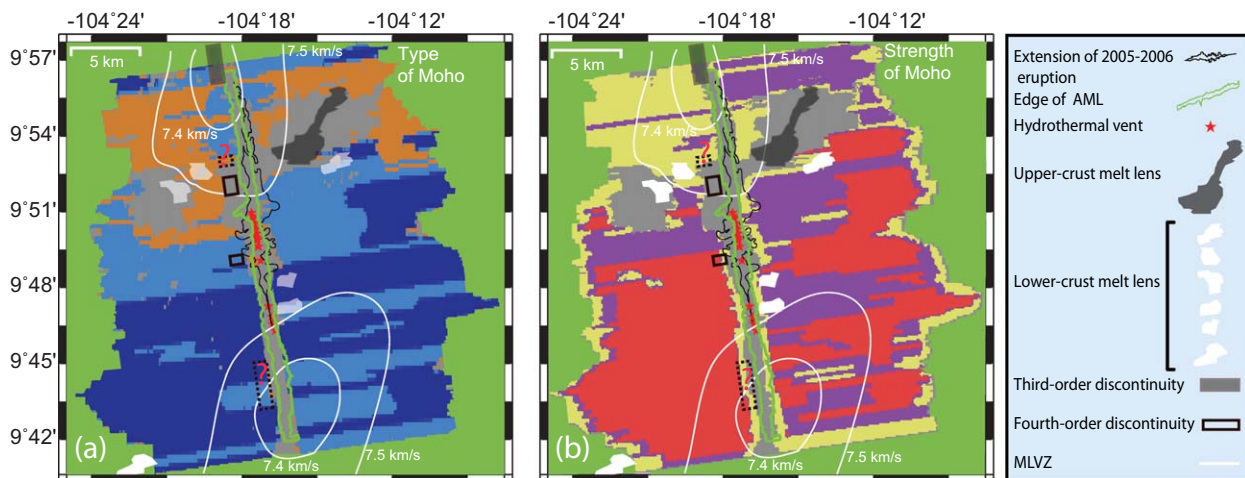 -104°24' -104°18' -104°12' -104°24' -104°18' -104°12'
9°57'
9°54'
9°51'
9°48'
9°45'
9°42'
5 km
7.5 km/s
Type
of Moho
7.4 km/s
?
?
(a)
7.4 km/s
7.5 km/s
5 km
7.5 km/s
Strength
of Moho
7.4 km/s
?
?
(b)
7.4 km/s
7.5 km/s
Extension of 2005-2006
eruption
Edge of AML
Hydrothermal vent
Upper-crust melt lens
Lower-crust melt lens
Third-order discontinuity
Fourth-order discontinuity
MLVZ